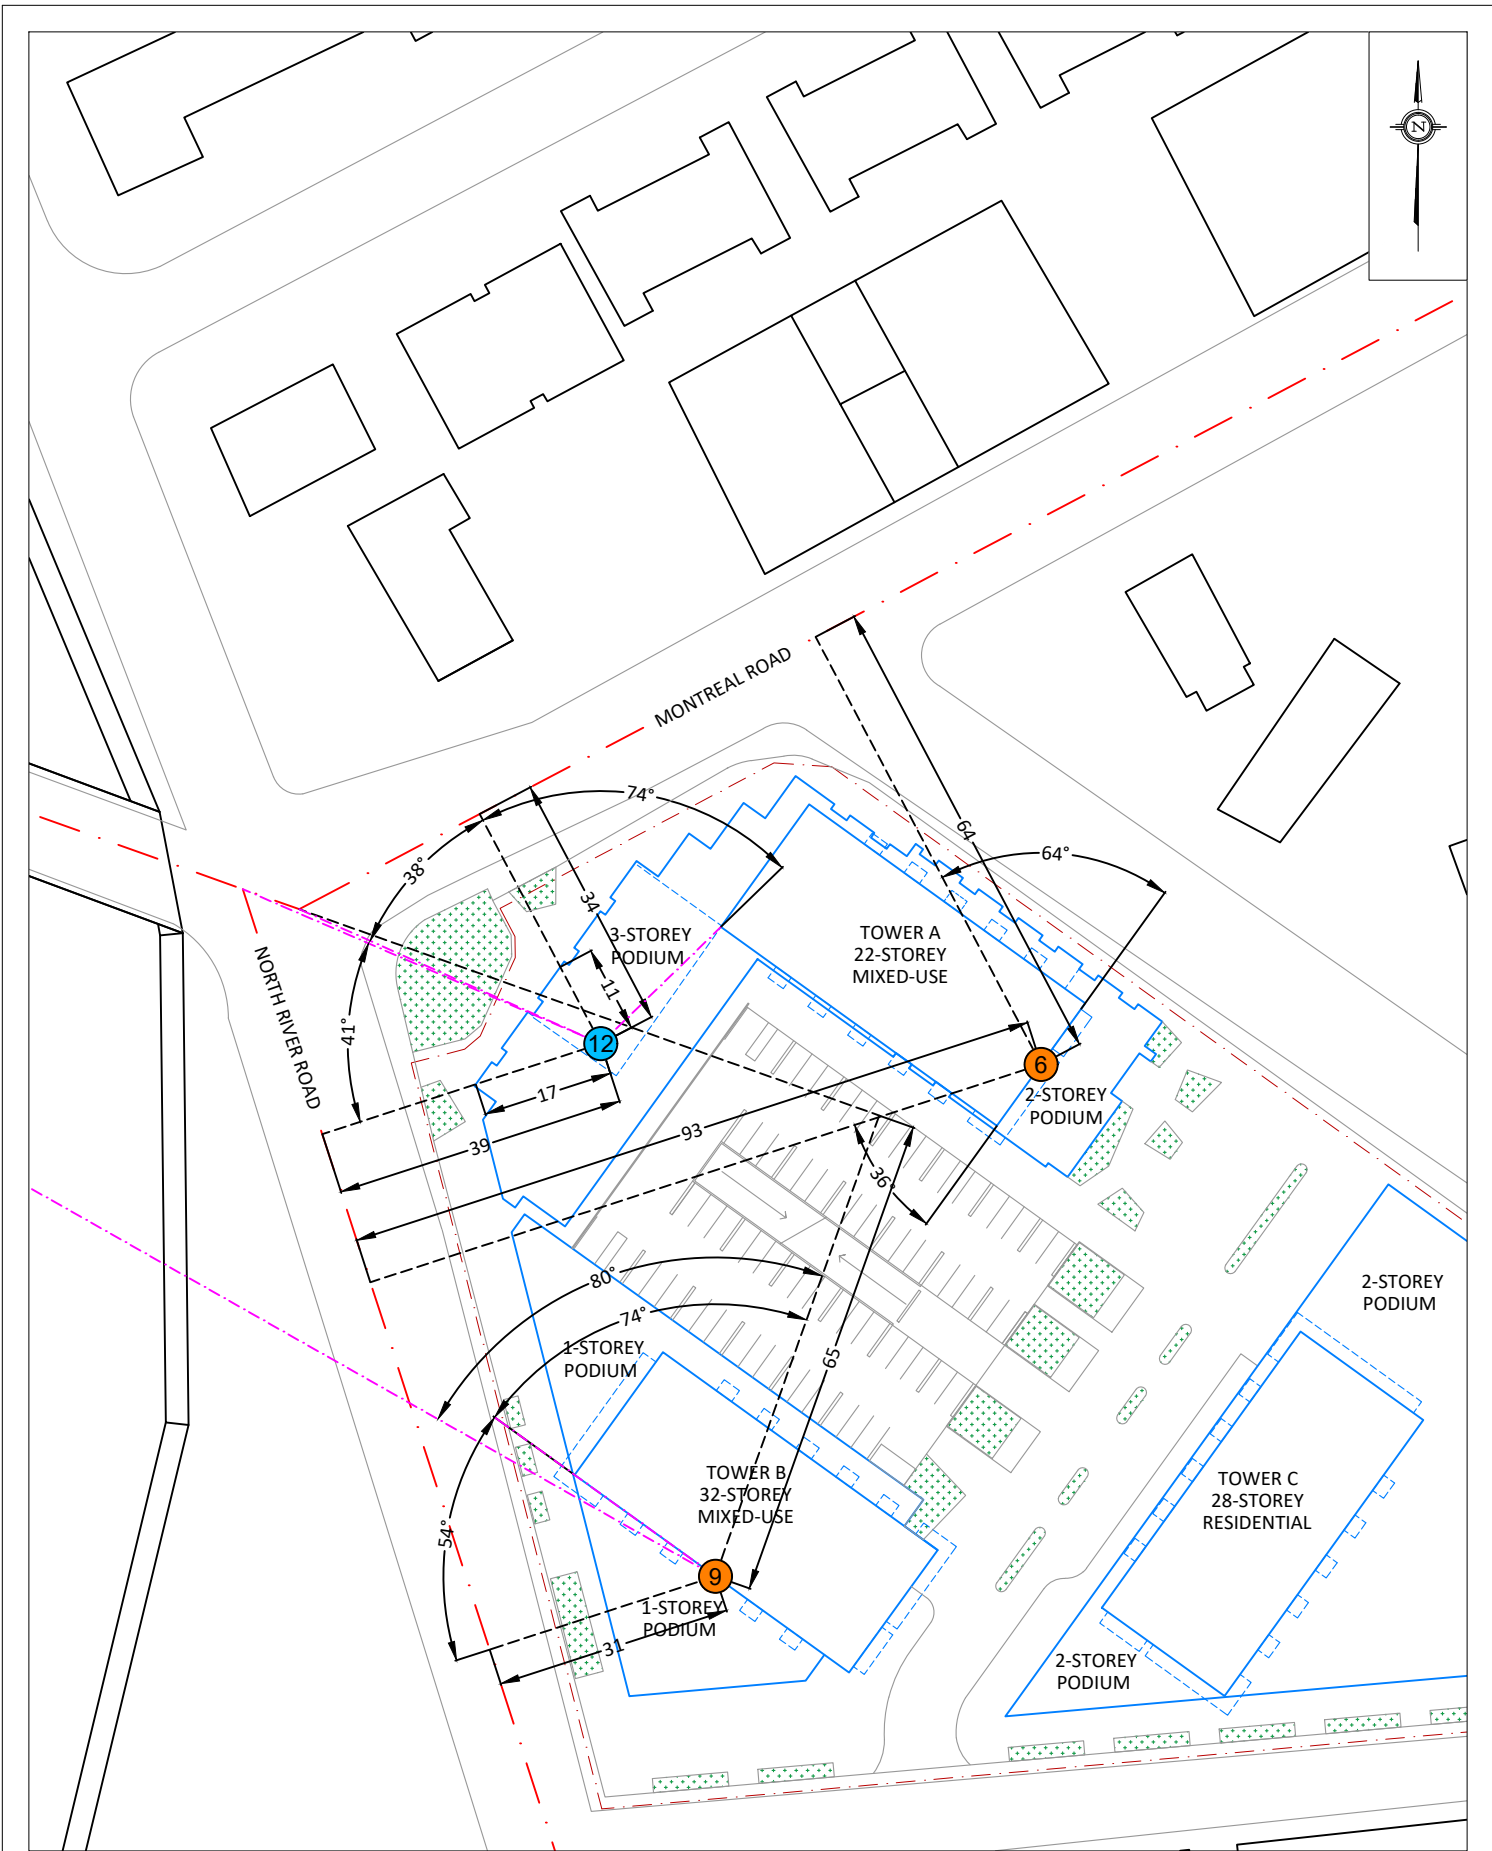 N
MONTREAL ROAD
74°
38°
34
64
64°
3-STOREY
PODIUM
TOWER A
22-STOREY
MIXED-USE
11
41°
NORTH RIVER ROAD
12
6
17
2-STOREY
PODIUM
39
93
36°
80°
74°
65
1-STOREY
PODIUM
2-STOREY
PODIUM
TOWER B
32-STOREY
MIXED-USE
TOWER C
28-STOREY
RESIDENTIAL
54°
9
1-STOREY
PODIUM
31
2-STOREY
PODIUM